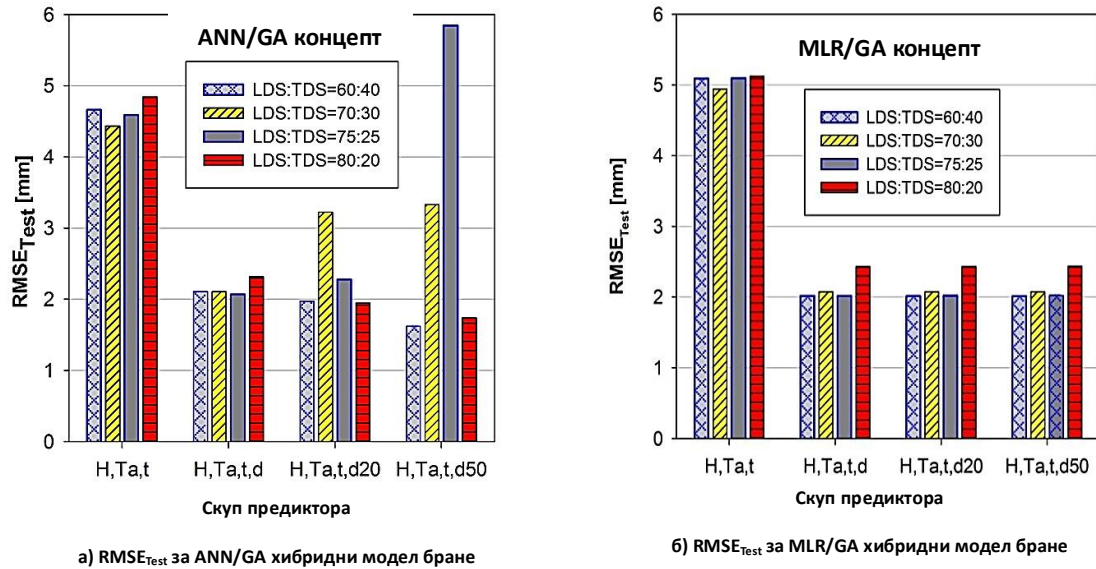 ANN/GA концепт
LDS:TDS=60:40
LDS:TDS=70:30
LDS:TDS=75:25
LDS:TDS=80:20
RMSETest [mm]
6
5
4
3
2
1
0
H,Ta,t
H,Ta,t,d
H,Ta,t,d20
H,Ta,t,d50
Скуп предиктора
а) RMSETest за ANN/GA хибридни модел бране
MLR/GA концепт
LDS:TDS=60:40
LDS:TDS=70:30
LDS:TDS=75:25
LDS:TDS=80:20
RMSETest [mm]
6
5
4
3
2
1
0
H,Ta,t
H,Ta,t,d
H,Ta,t,d20
H,Ta,t,d50
Скуп предиктора
б) RMSETest за MLR/GA хибридни модел бране